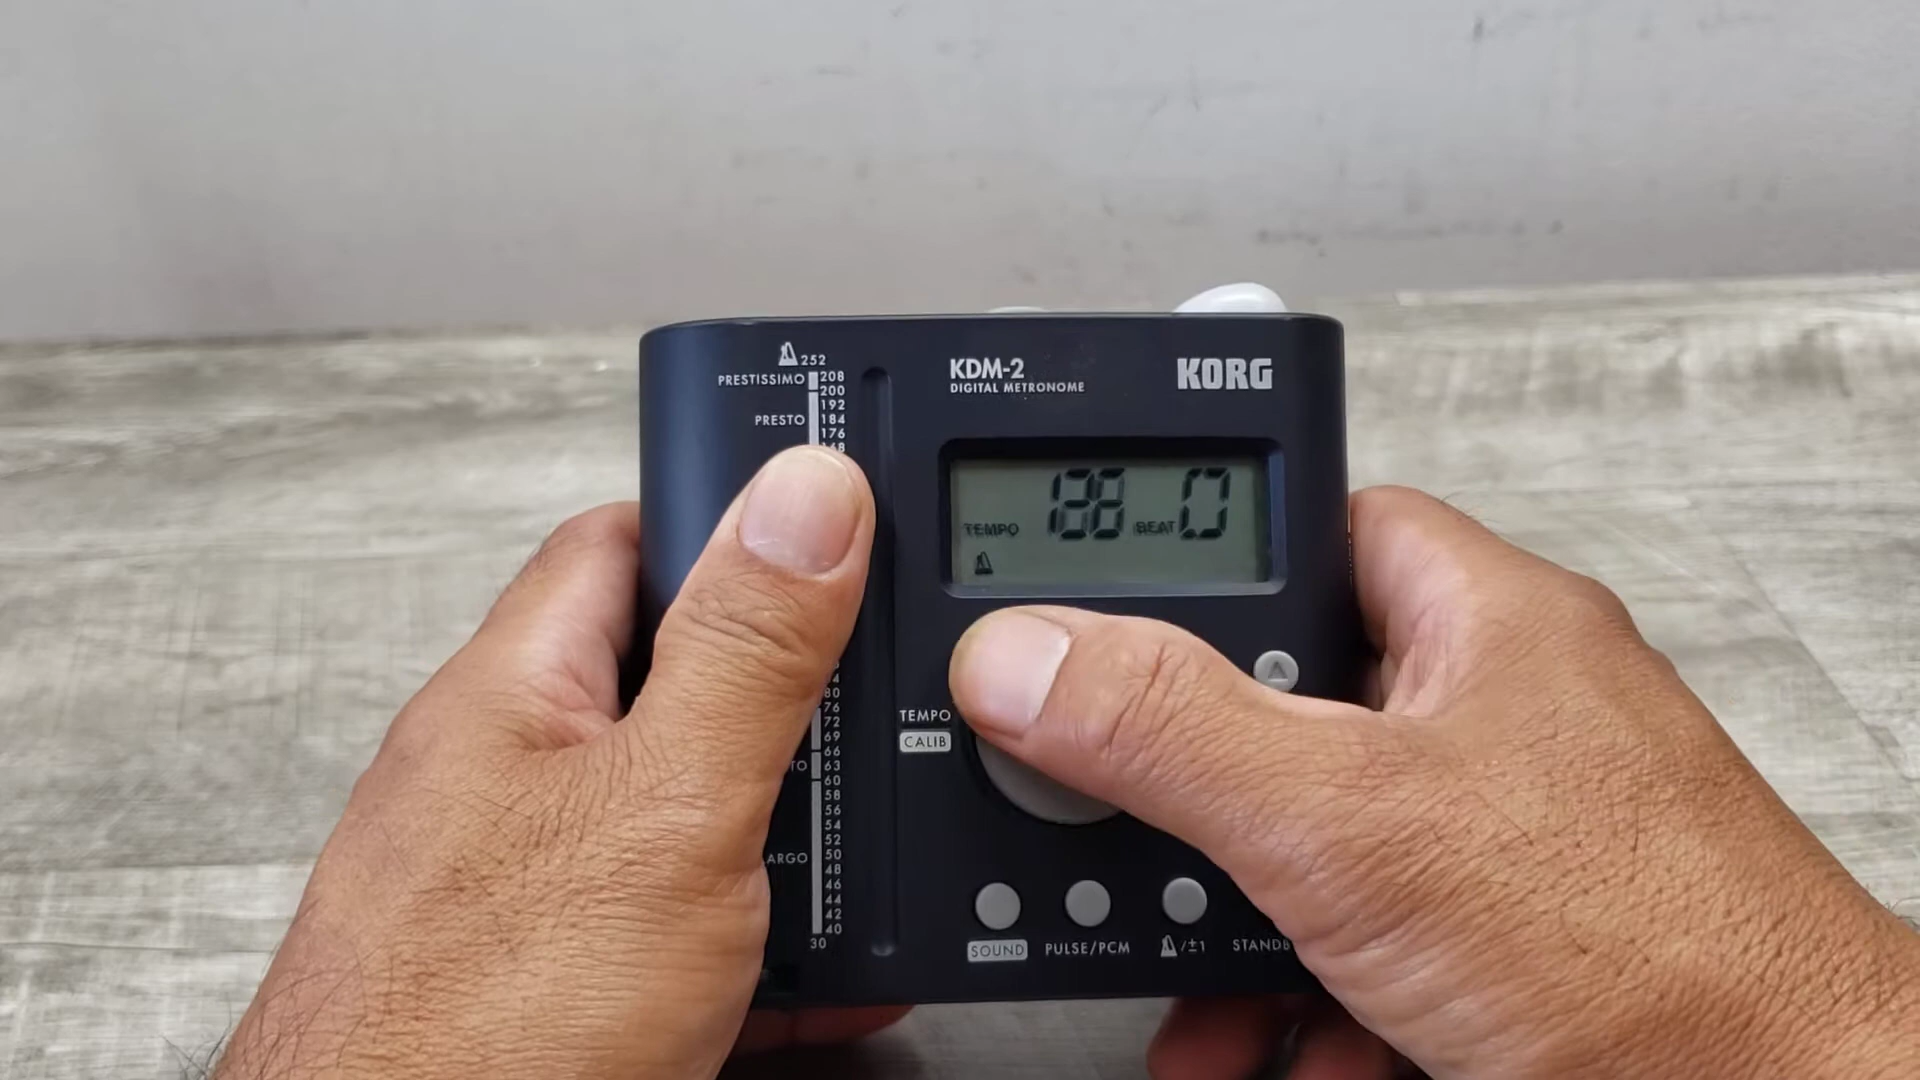 252
PRESTISSIMO 208
200
192
PRESTO 184
176
KDM-2
DIGITAL METRONOME
KORG
TEMPO BEAT 0
80
76
72
69
66
63
60
58
56
54
52
50
48
46
44
42
40
30
TEMPO
CALIB
SOUND PULSE/PCM /±1 STANDB